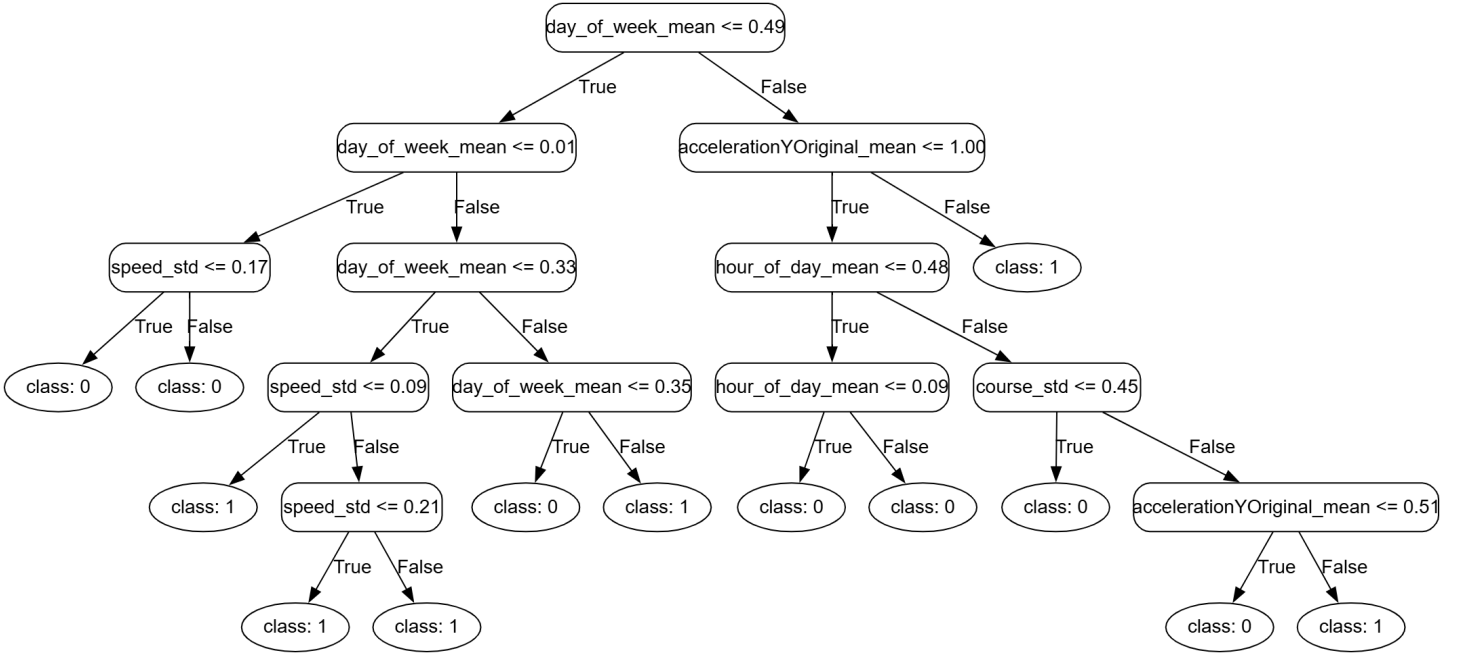 day_of_week_mean <= 0.49
True
False
day_of_week_mean <= 0.01
accelerationYOriginal_mean <= 1.00
True
False
True
False
speed_std <= 0.17
day_of_week_mean <= 0.33
hour_of_day_mean <= 0.48
class: 1
True
False
True
False
True
False
class: 0
class: 0
speed_std <= 0.09
day_of_week_mean <= 0.35
hour_of_day_mean <= 0.09
course_std <= 0.45
True
False
True
False
True
False
True
False
class: 1
speed_std <= 0.21
class: 0
class: 1
class: 0
class: 0
class: 0
accelerationYOriginal_mean <= 0.51
True
False
True
False
class: 1
class: 1
class: 0
class: 1